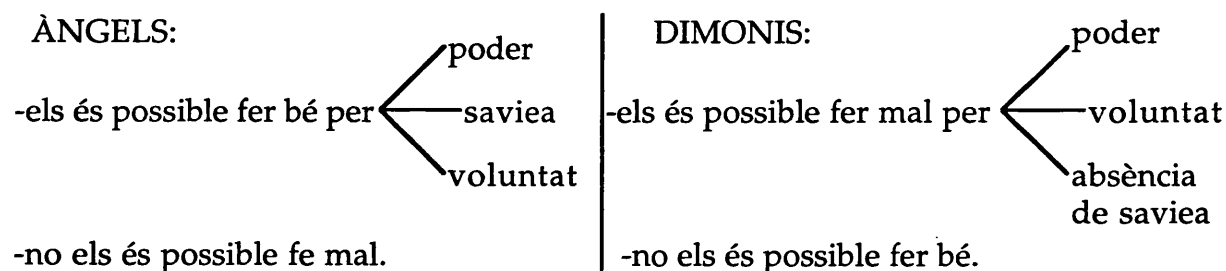 ÀNGELS:
poder
-els és possible fer bé per
saviea
voluntat
-no els és possible fe mal.
DIMONIS:
poder
-els és possible fer mal per
voluntat
absència
de saviea
-no els és possible fer bé.